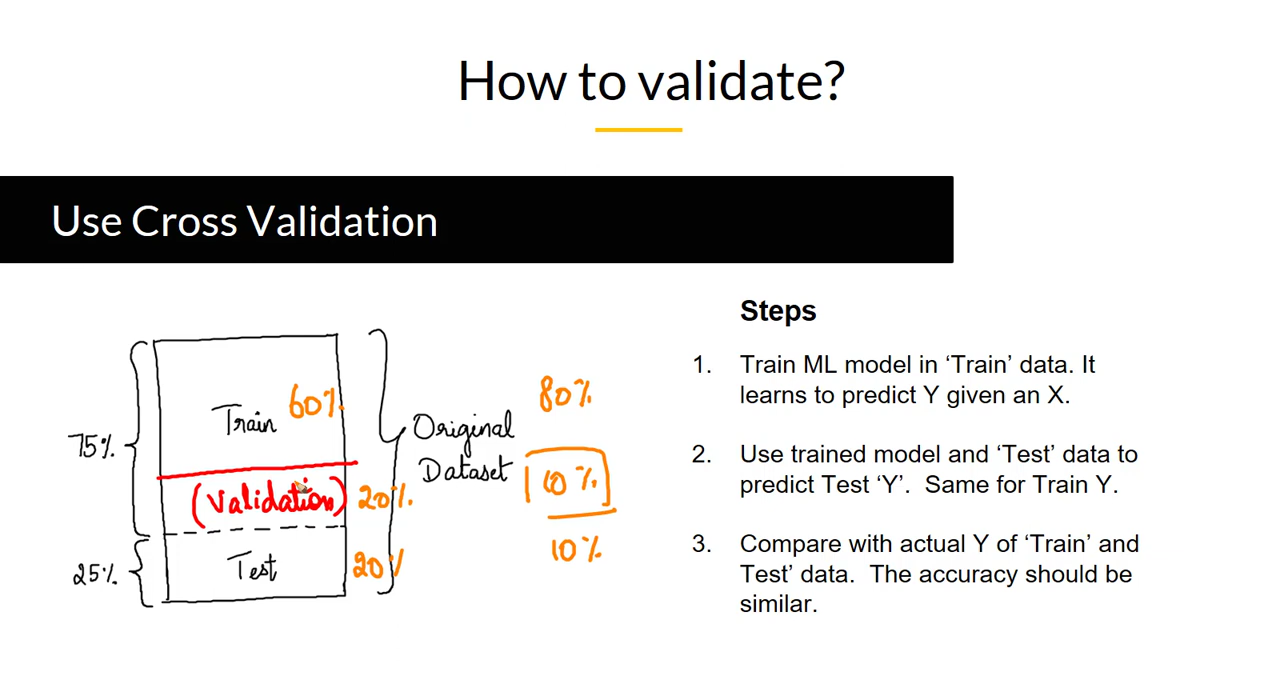 How to validate?
Use Cross Validation
75%
25%
Train 60%
(Validation) 20%
Test 20%
Original
Dataset
80%
10%
10%
Steps
1. Train ML model in ‘Train’ data. It
learns to predict Y given an X.
2. Use trained model and ‘Test’ data to
predict Test ‘Y’. Same for Train Y.
3. Compare with actual Y of ‘Train’ and
Test’ data. The accuracy should be
similar.